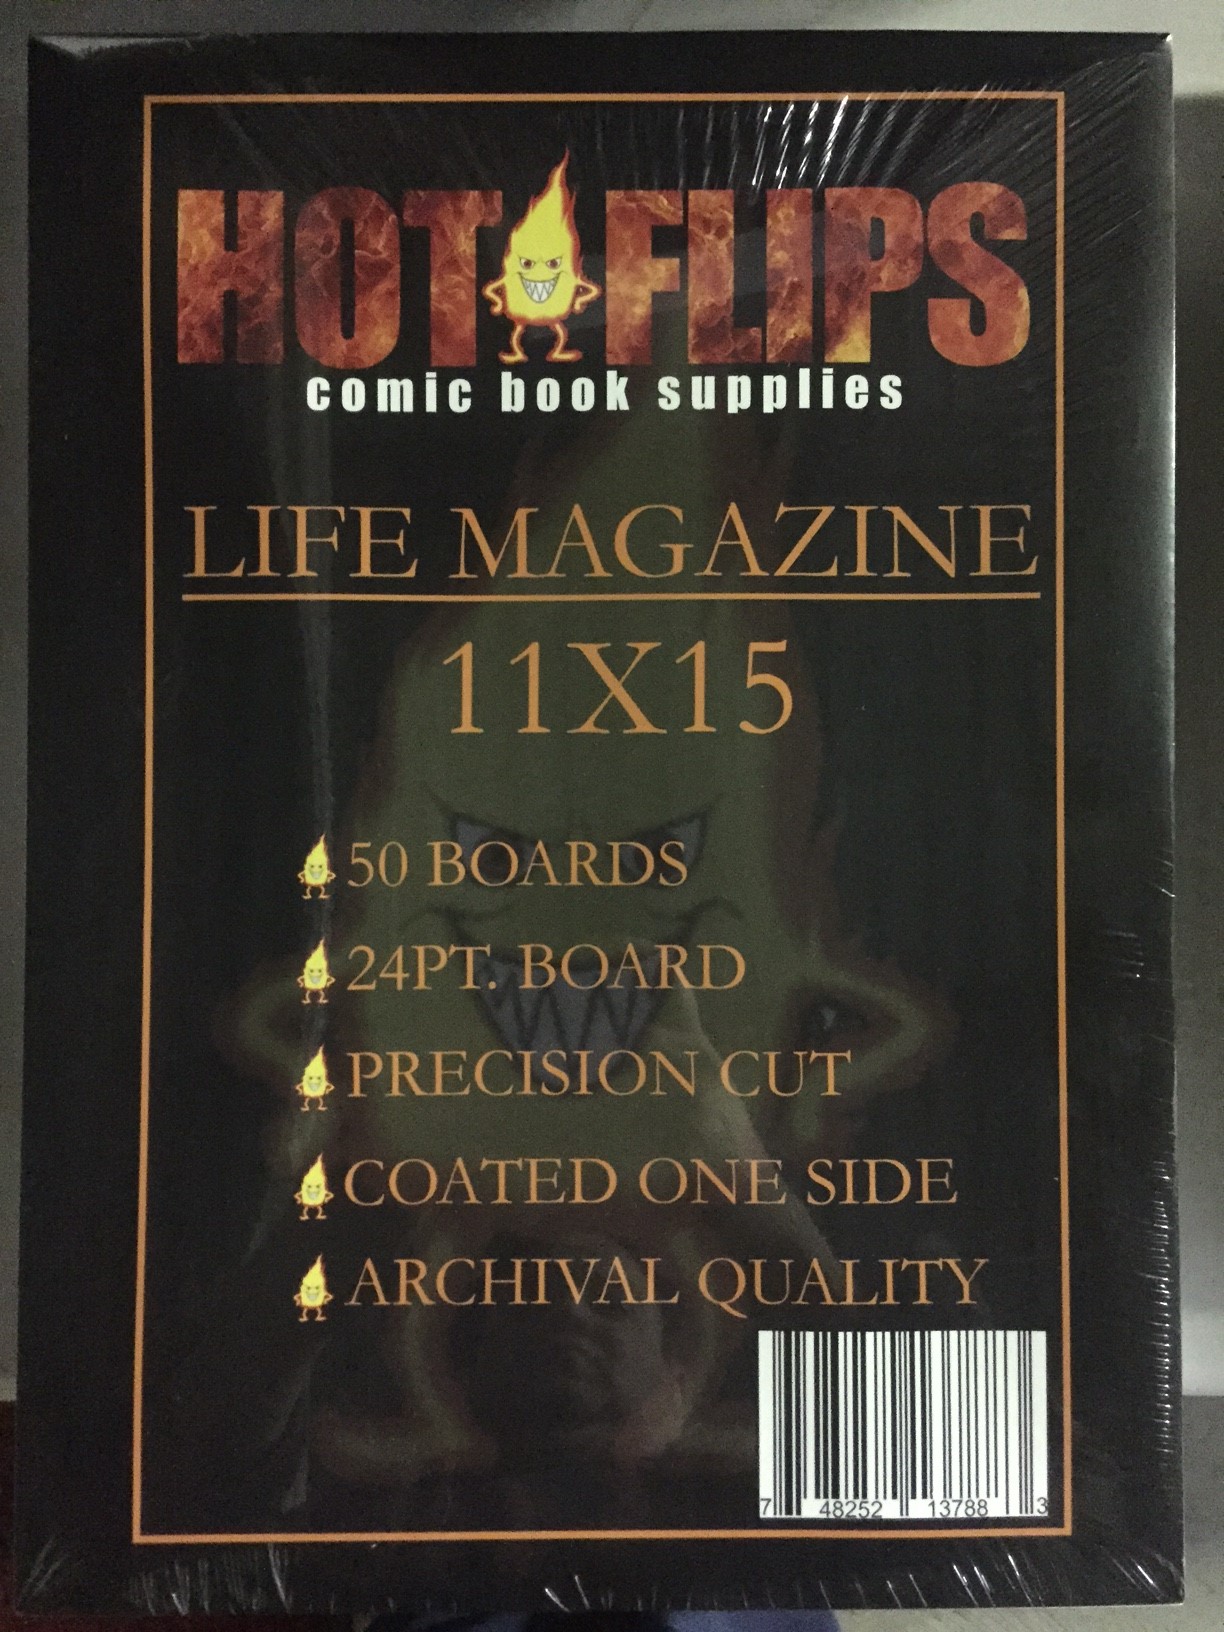 HOT FLIPS
comic book supplies
LIFE MAGAZINE
11X15
50 BOARDS
24PT. BOARD
PRECISION CUT
COATED ONE SIDE
ARCHIVAL QUALITY
7 48252 13788 3